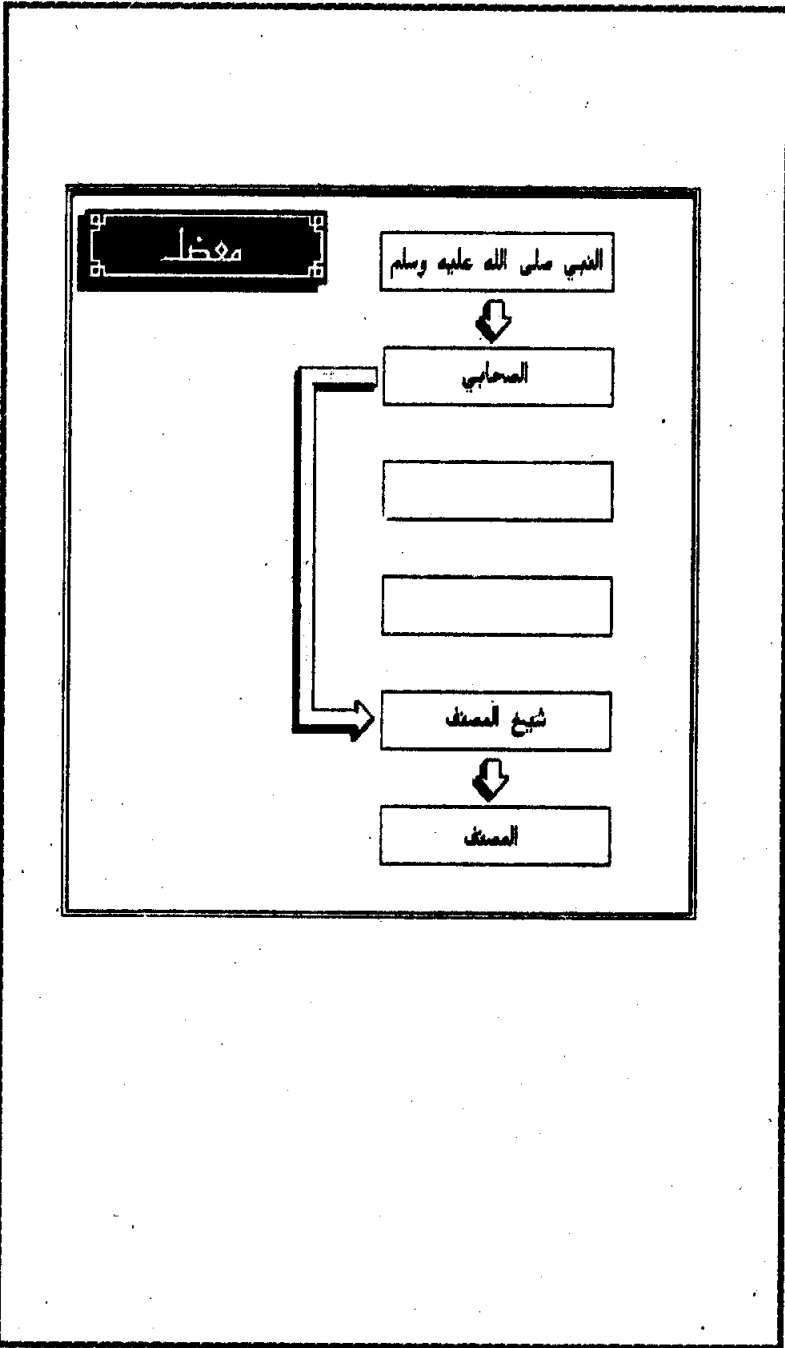 معضل
النبي صلى الله عليه وسلم
الصحابي
شيخ المصنف
المصنف